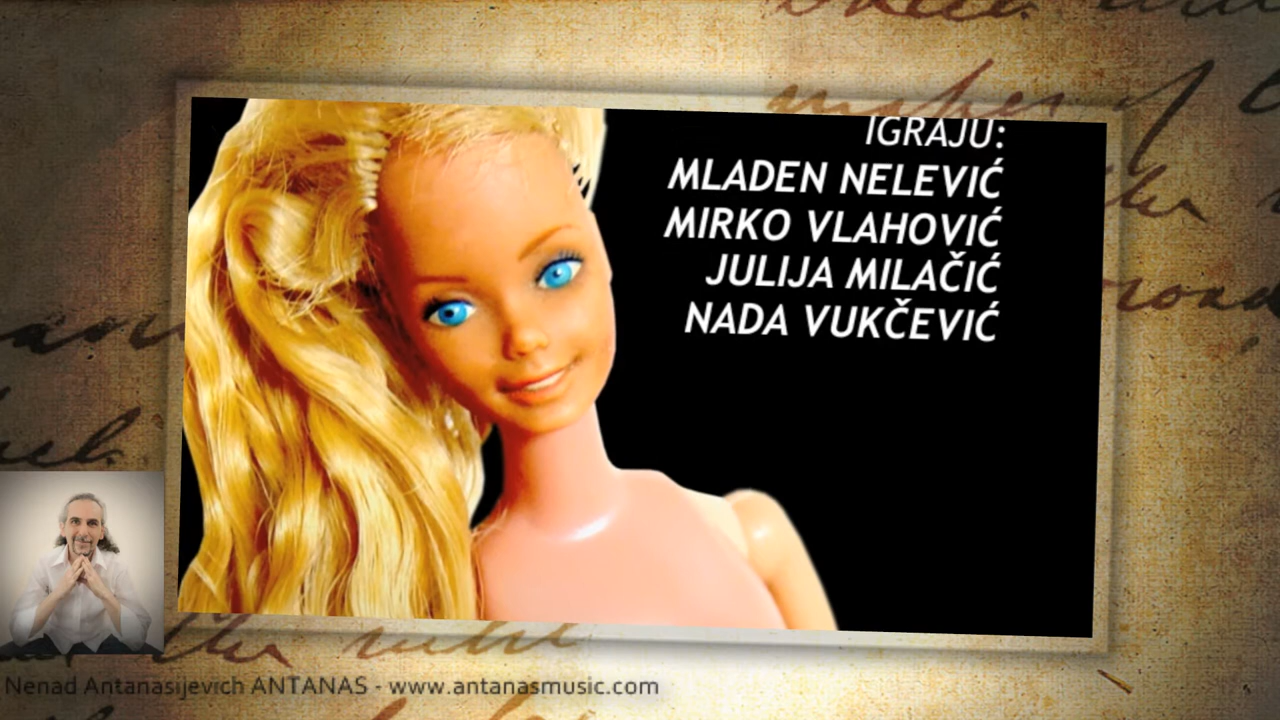 IGRAJU:
MLADEN NELEVIĆ
MIRKO VLAHOVIĆ
JULIJA MILAČIĆ
NADA VUKČEVIĆ
Nenad Antanasijevich ANTANAS - www.antanasmusic.com